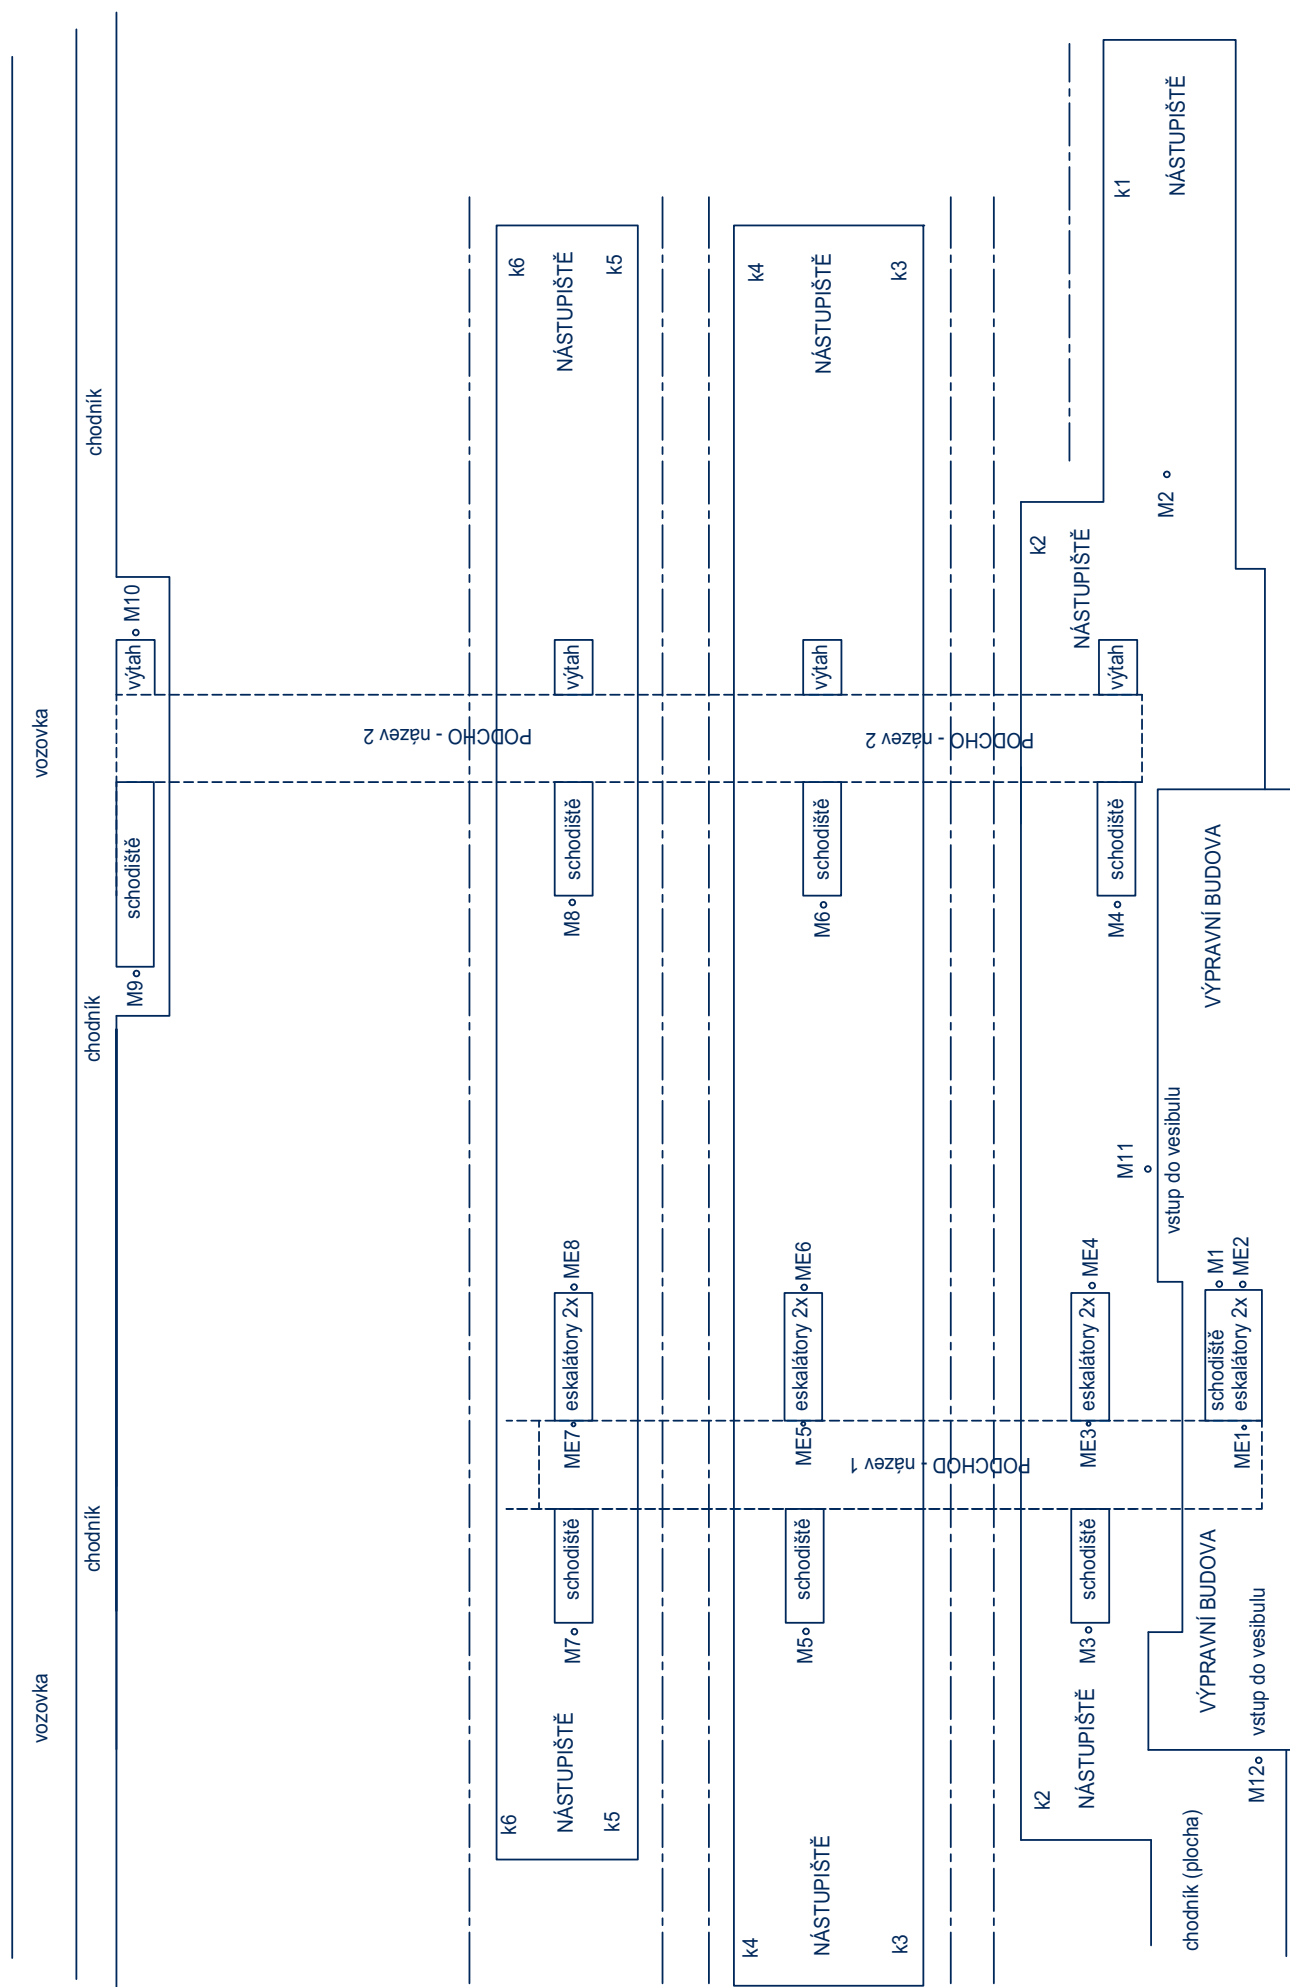 vozovka
vozovka
chodník
chodník
chodník
M9
schodiště
výtah
M10
PODCHO - název 2
k6
k6
NÁSTUPIŠTĚ
M7
schodiště
ME7
eskalátory 2x
ME8
M8
schodiště
výtah
NÁSTUPIŠTĚ
k5
k5
k4
k4
NÁSTUPIŠTĚ
M5
schodiště
ME5
eskalátory 2x
ME6
M6
schodiště
výtah
NÁSTUPIŠTĚ
k3
k3
PODCHOD - název 1
PODCHO - název 2
k2
k2
NÁSTUPIŠTĚ
M3
schodiště
ME3
eskalátory 2x
ME4
M4
schodiště
výtah
NÁSTUPIŠTĚ
k1
M11
M2
vstup do vesibulu
NÁSTUPIŠTĚ
chodník (plocha)
VÝPRAVNÍ BUDOVA
schodiště
M1
VÝPRAVNÍ BUDOVA
M12
vstup do vesibulu
ME1
eskalátory 2x
ME2